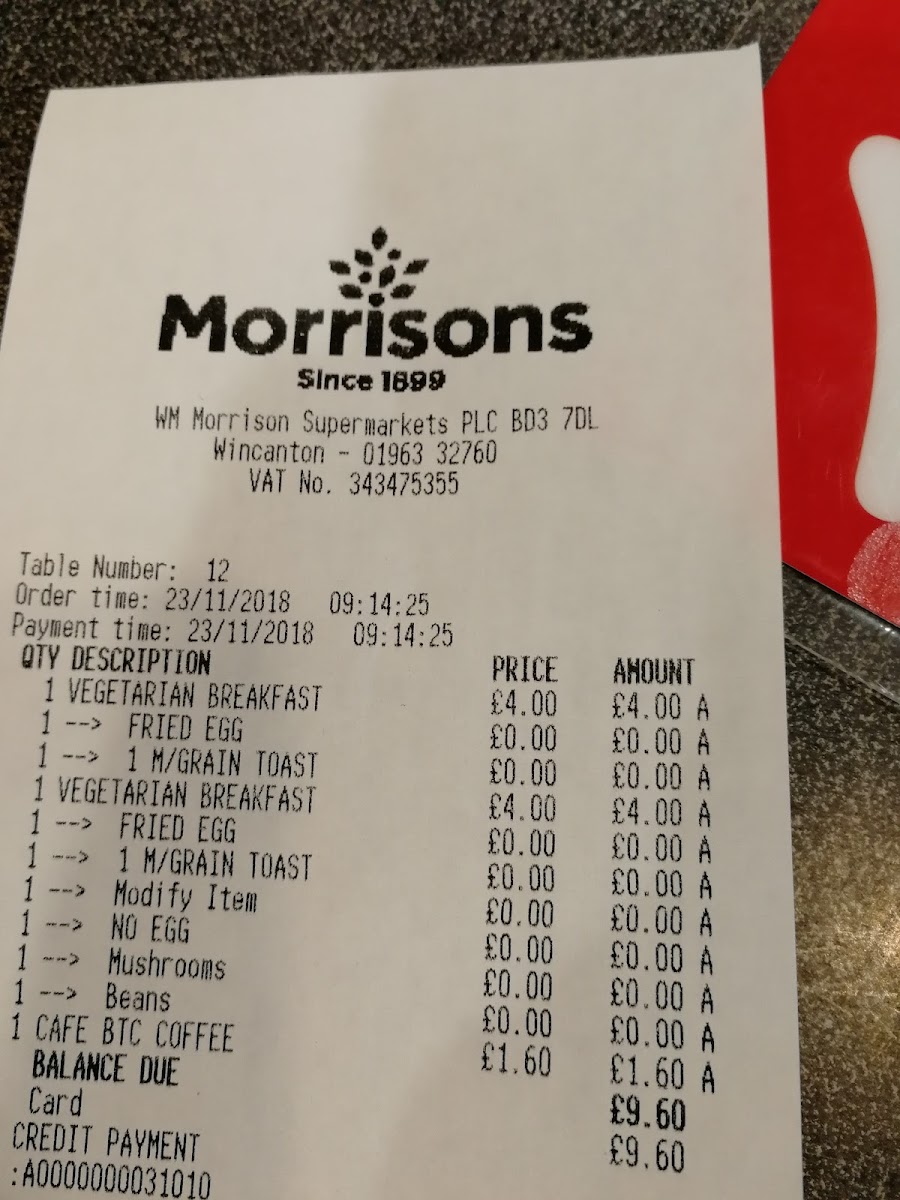 Morrisons
Since 1899
WM Morrison Supermarkets PLC BD3 7DL
Wincanton - 01963 32760
VAT No. 343475355
Table Number: 12
Order time: 23/11/2018 09:14:25
Payment time: 23/11/2018 09:14:25
QTY DESCRIPTION PRICE AMOUNT
1 VEGETARIAN BREAKFAST £4.00 £4.00 A
1 --> FRIED EGG £0.00 £0.00 A
1 --> 1 M/GRAIN TOAST £0.00 £0.00 A
1 VEGETARIAN BREAKFAST £4.00 £4.00 A
1 --> FRIED EGG £0.00 £0.00 A
1 --> 1 M/GRAIN TOAST £0.00 £0.00 A
1 --> Modify Item £0.00 £0.00 A
1 --> NO EGG £0.00 £0.00 A
1 --> Mushrooms £0.00 £0.00 A
1 --> Beans £0.00 £0.00 A
1 CAFE BTC COFFEE £1.60 £1.60 A
BALANCE DUE £9.60
Card £9.60
CREDIT PAYMENT
:A0000000031010